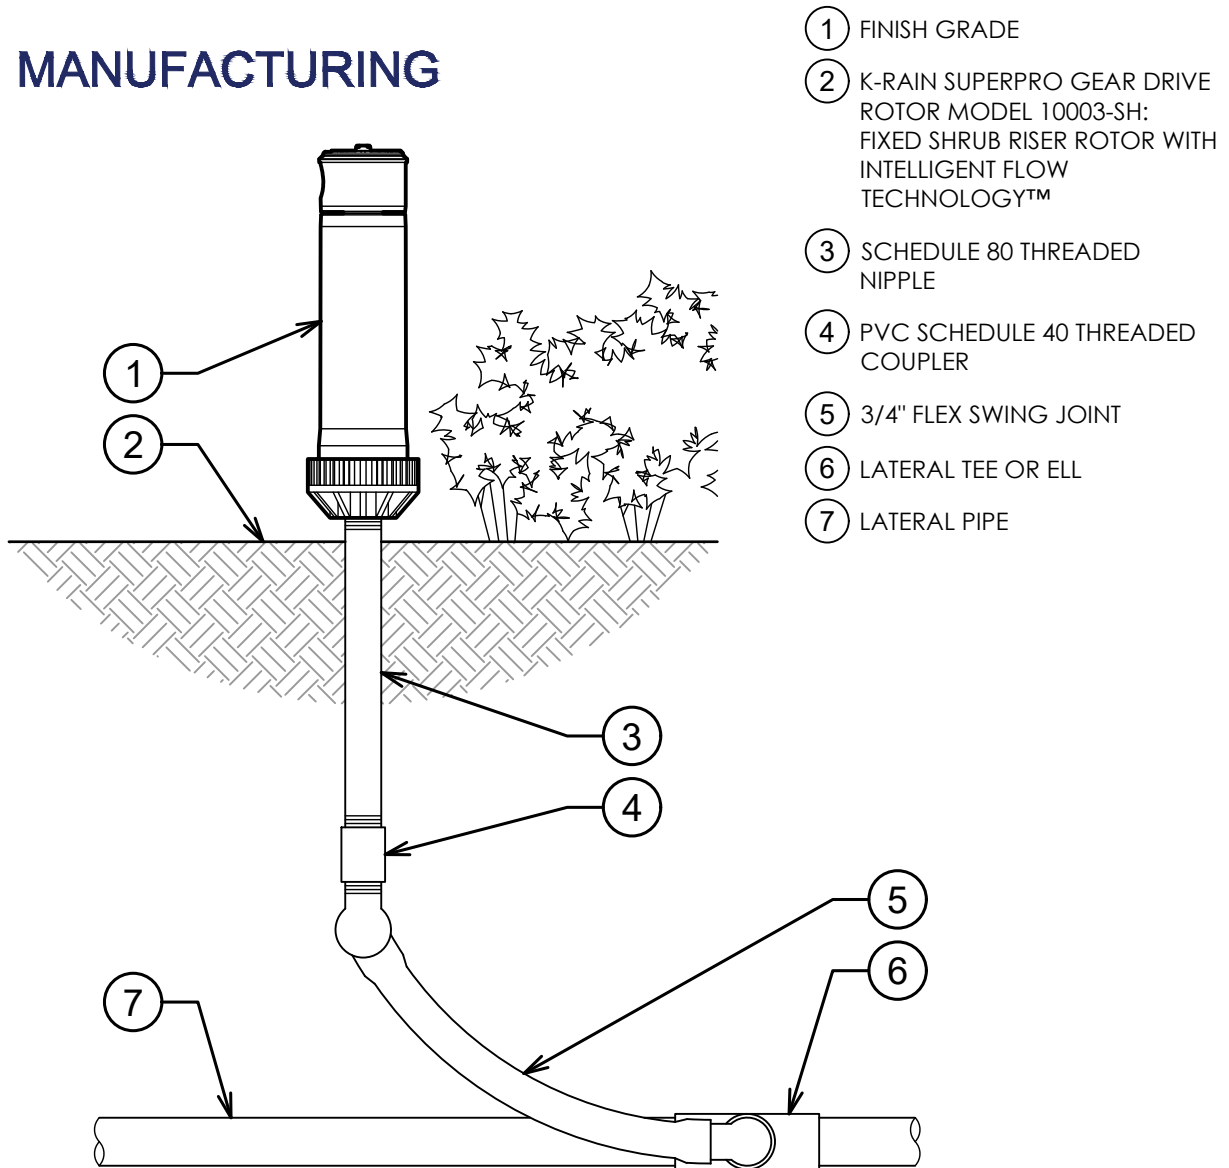 MANUFACTURING
1 FINISH GRADE
2 K-RAIN SUPERPRO GEAR DRIVE
ROTOR MODEL 10003-SH:
FIXED SHRUB RISER ROTOR WITH
INTELLIGENT FLOW
TECHNOLOGY™
3 SCHEDULE 80 THREADED
NIPPLE
4 PVC SCHEDULE 40 THREADED
COUPLER
5 3/4" FLEX SWING JOINT
6 LATERAL TEE OR ELL
7 LATERAL PIPE
1
2
3
4
5
6
7